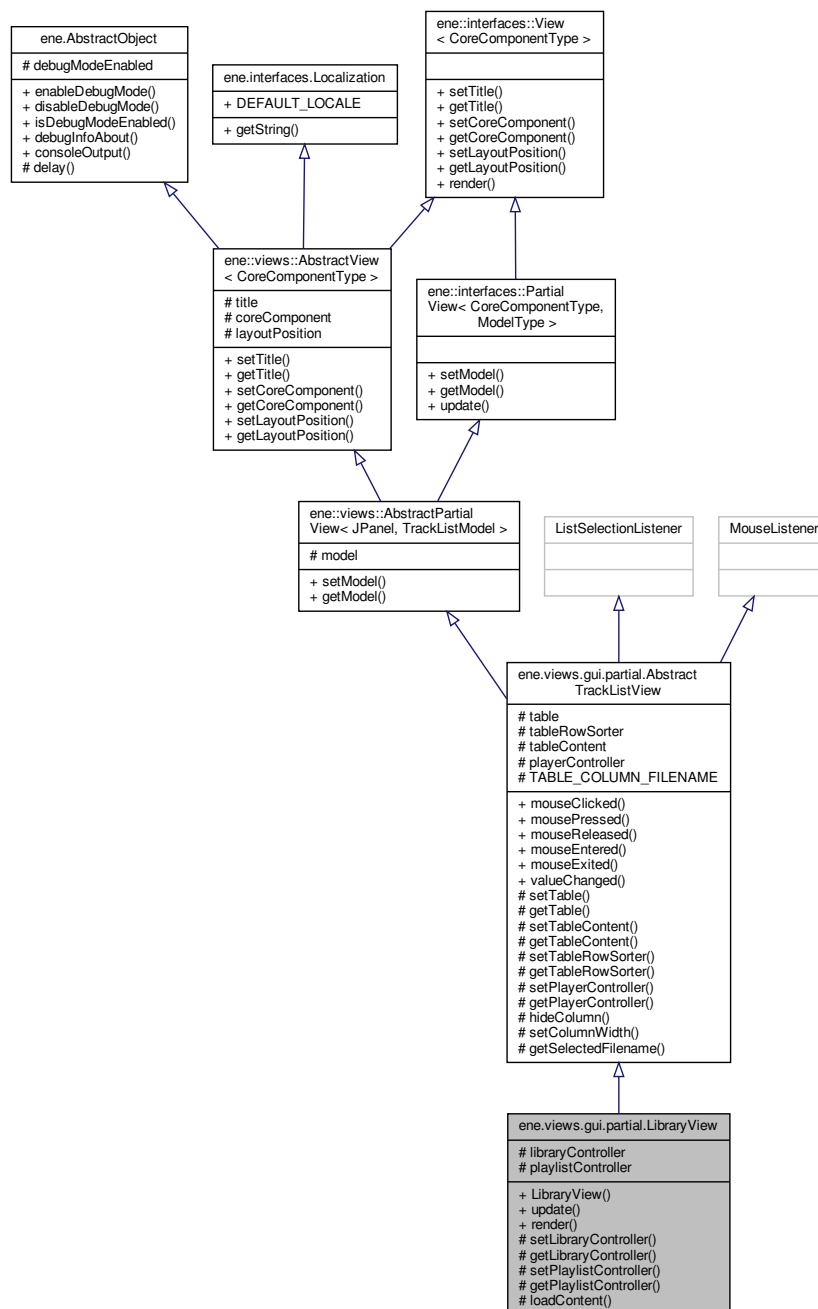 ene.AbstractObject
# debugModeEnabled
+ enableDebugMode()
+ disableDebugMode()
+ isDebugModeEnabled()
+ debugInfoAbout()
+ consoleOutput()
# delay()
ene.interfaces.Localization
+ DEFAULT_LOCALE
+ getString()
ene::interfaces::View
< CoreComponentType >
+ setTitle()
+ getTitle()
+ setCoreComponent()
+ getCoreComponent()
+ setLayoutPosition()
+ getLayoutPosition()
+ render()
ene::views::AbstractView
< CoreComponentType >
# title
# coreComponent
# layoutPosition
+ setTitle()
+ getTitle()
+ setCoreComponent()
+ getCoreComponent()
+ setLayoutPosition()
+ getLayoutPosition()
ene::interfaces::Partial
View< CoreComponentType,
ModelType >
+ setModel()
+ getModel()
+ update()
ene::views::AbstractPartial
View< JPanel, TrackListModel >
# model
+ setModel()
+ getModel()
ListSelectionListener
MouseListener
ene.views.gui.partial.Abstract
TrackListView
# table
# tableRowSorter
# tableContent
# playerController
# TABLE_COLUMN_FILENAME
+ mouseClicked()
+ mousePressed()
+ mouseReleased()
+ mouseEntered()
+ mouseExited()
+ valueChanged()
# setTable()
# getTable()
# setTableContent()
# getTableContent()
# setTableRowSorter()
# getTableRowSorter()
# setPlayerController()
# getPlayerController()
# hideColumn()
# setColumnWidth()
# getSelectedFilename()
ene.views.gui.partial.LibraryView
# libraryController
# playlistController
+ LibraryView()
+ update()
+ render()
# setLibraryController()
# getLibraryController()
# setPlaylistController()
# getPlaylistController()
# loadContent()